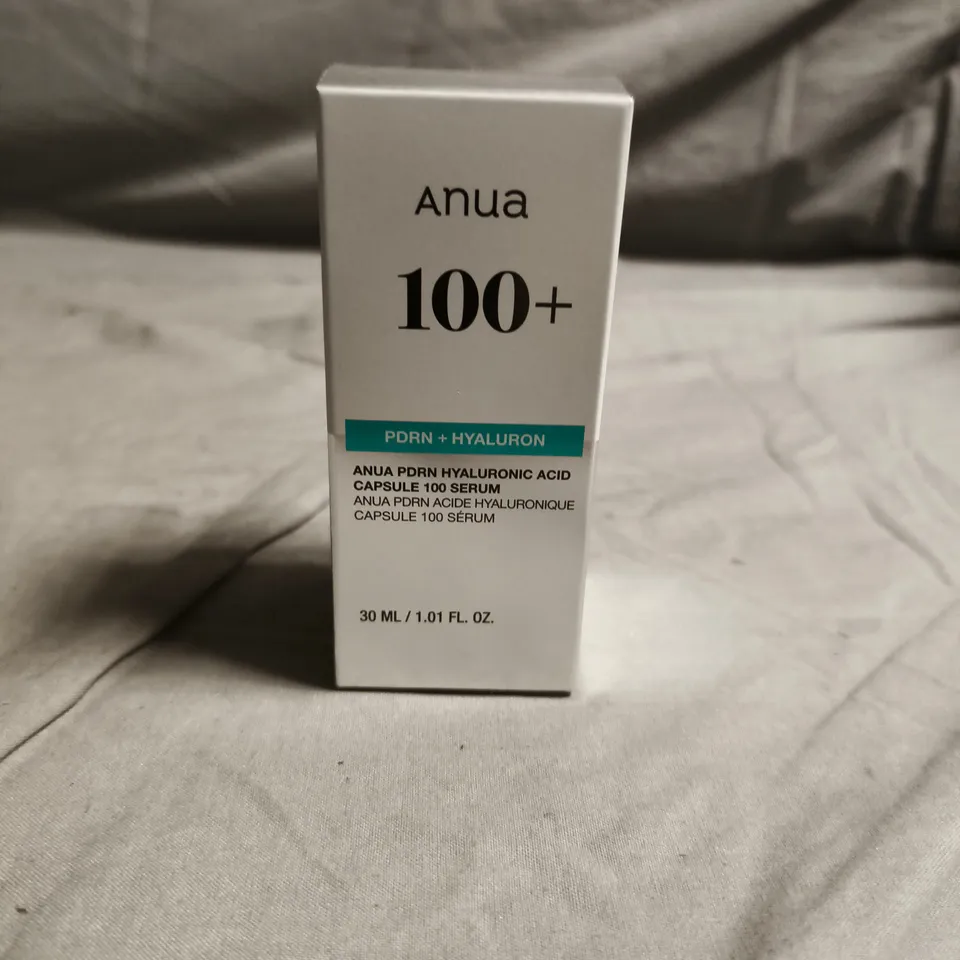 Anua
100+
PDRN + HYALURON
ANUA PDRN HYALURONIC ACID
CAPSULE 100 SERUM
ANUA PDRN ACIDE HYALURONIQUE
CAPSULE 100 SÉRUM
30 ML / 1.01 FL. OZ.